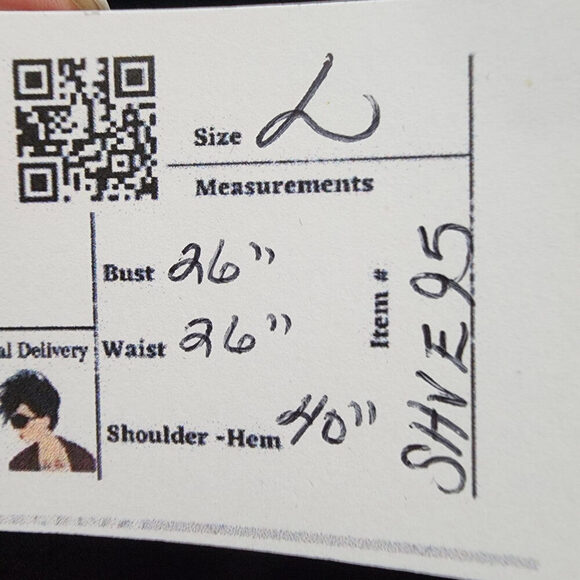 Size L
Measurements
Bust 26"
al Delivery
Waist 26"
Shoulder -Hem 40"
Item # SHVE95